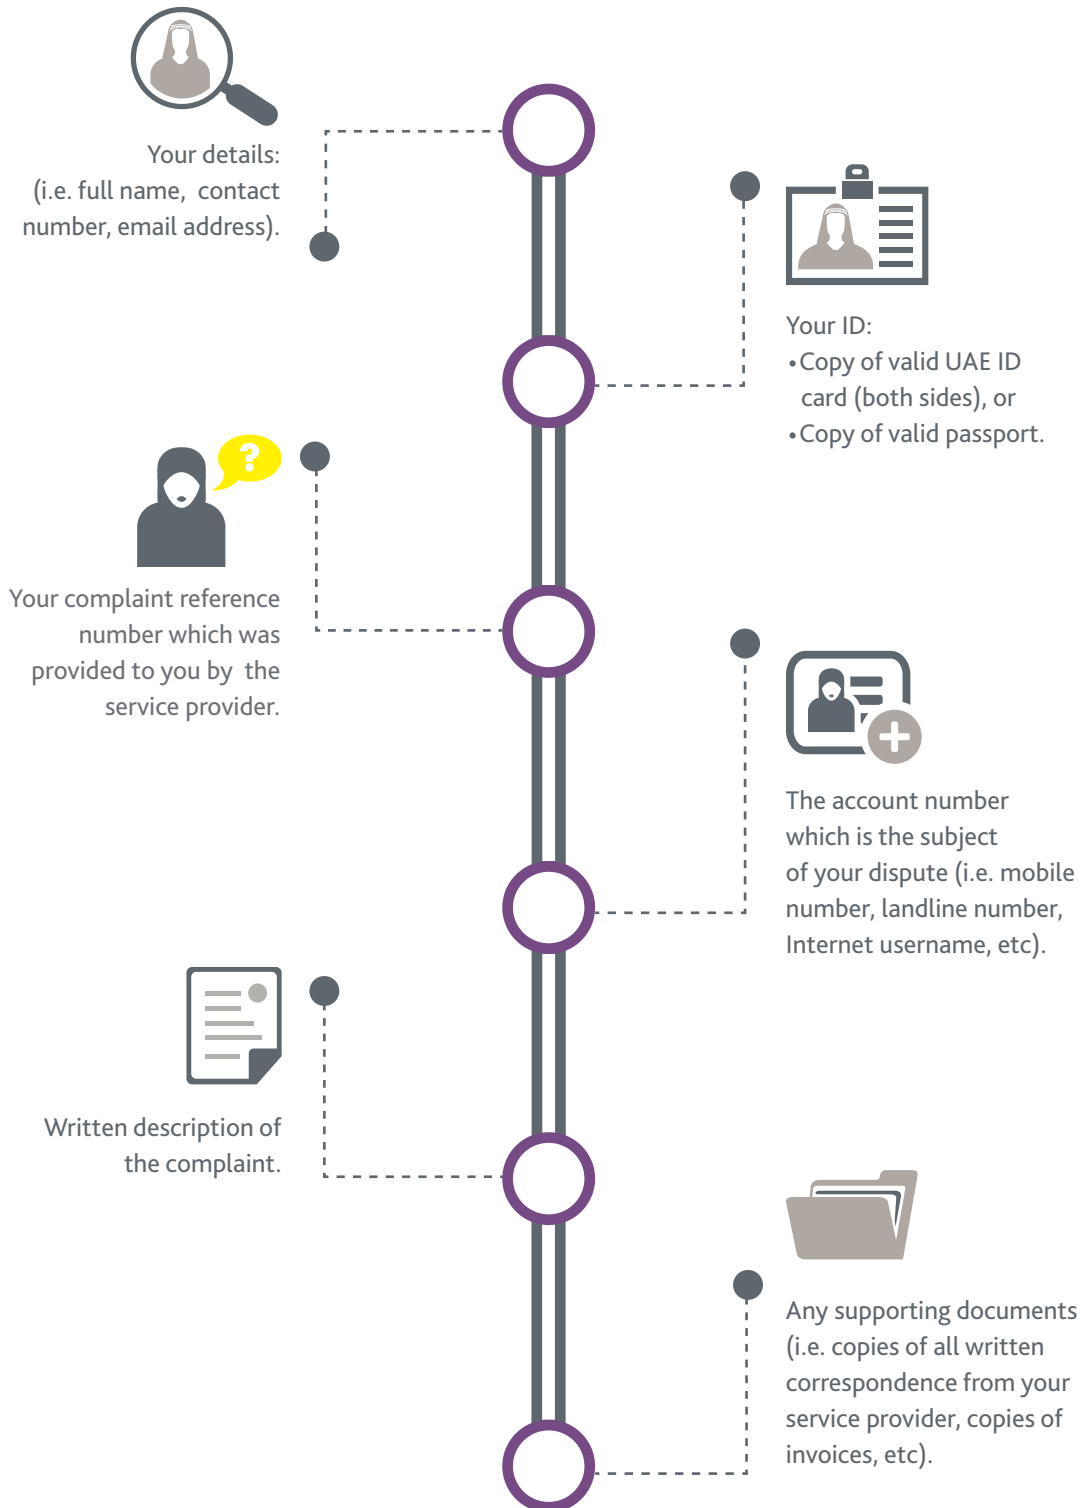 Your details:
(i.e. full name, contact
number, email address).
Your ID:
•Copy of valid UAE ID
card (both sides), or
•Copy of valid passport.
?
Your complaint reference
number which was
provided to you by the
service provider.
The account number
which is the subject
of your dispute (i.e. mobile
number, landline number,
Internet username, etc).
Written description of
the complaint.
Any supporting documents
(i.e. copies of all written
correspondence from your
service provider, copies of
invoices, etc).